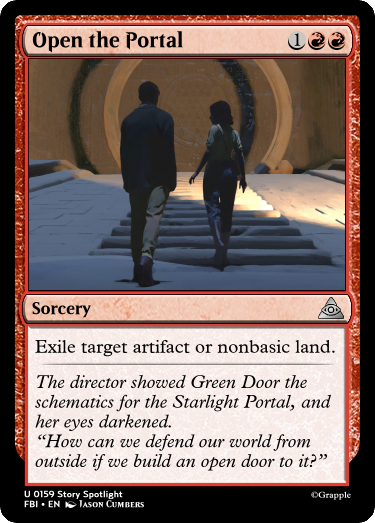 Open the Portal 1
Sorcery
Exile target artifact or nonbasic land.
The director showed Green Door the
schematics for the Starlight Portal, and
her eyes darkened.
“How can we defend our world from
outside if we build an open door to it?”
U 0159 Story Spotlight
FBI • EN Jason Cumbers
©Grapple